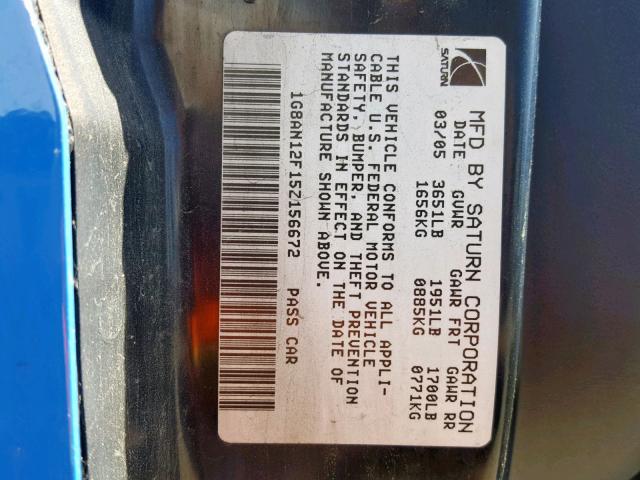 SATURN
MFD BY SATURN CORPORATION
DATE GVWR GAWR FRT GAWR RR
03/05 3651LB 1951LB 1700LB
1656KG 0885KG 0771KG
THIS VEHICLE CONFORMS TO ALL APPLI-
CABLE U.S. FEDERAL MOTOR VEHICLE
SAFETY, BUMPER, AND THEFT PREVENTION
STANDARDS IN EFFECT ON THE DATE OF
MANUFACTURE SHOWN ABOVE.
1G8AN12F15Z156672 PASS CAR